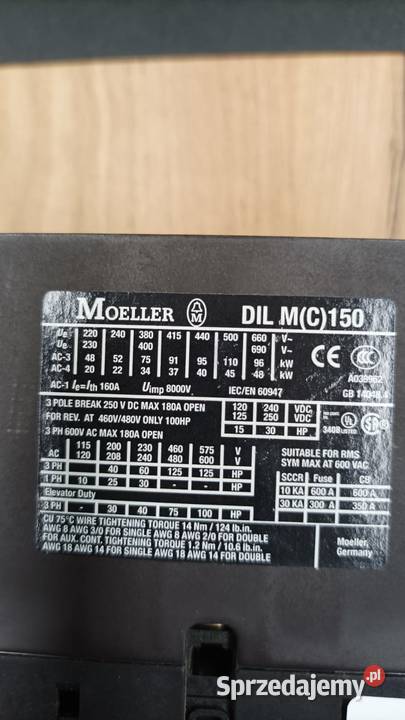 MOELLER M DIL M(C)150
Ue 220 240 380 415 440 500 660 V~
Ue 230 400 690 V~
AC-3 48 52 75 91 95 110 96 kW
AC-4 20 22 34 37 40 45 48 kW
AC-1 Ie=Ith 160A Uimp 8000V IEC/EN 60947
CE CCC
A039962
GB 14048.4
3 POLE BREAK 250 V DC MAX 180A OPEN
FOR REV. AT 460V/480V ONLY 100HP
120 240 VDC
125 250 VDC
15 30 HP
340B LISTED
3 PH 600V AC MAX 180A OPEN
AC 115 200 230 460 575 V
120 208 240 480 600 V
3 PH 40 60 125 125 HP
1 PH 10 25 30 - - HP
Elevator Duty
3 PH - 30 40 75 100 HP
SUITABLE FOR RMS
SYM MAX AT 600 VAC
SCCR Fuse CB
10 KA 600 A 600 A
30 KA 300 A 350 A
CU 75°C WIRE TIGHTENING TORQUE 14 Nm / 124 lb.in.
AWG 8 AWG 3/0 FOR SINGLE AWG 8 AWG 2/0 FOR DOUBLE
FOR AUX. CONT. TIGHTENING TORQUE 1.2 Nm / 10.6 lb.in.
AWG 18 AWG 14 FOR SINGLE AWG 18 AWG 14 FOR DOUBLE
Moeller,
Germany
Sprzedajemy.pl